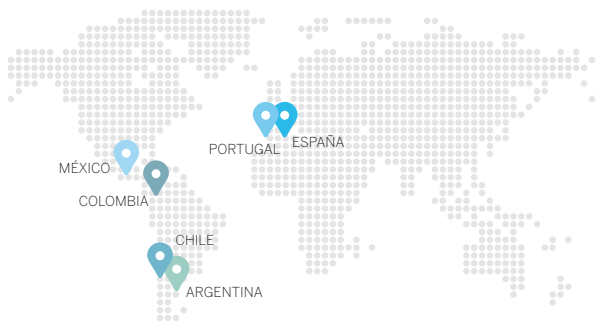 PORTUGAL
ESPAÑA
MÉXICO
COLOMBIA
CHILE
ARGENTINA